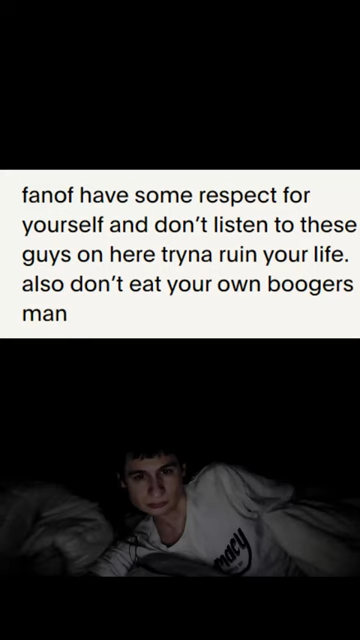 fanof have some respect for
yourself and don't listen to these
guys on here tryna ruin your life.
also don't eat your own boogers
man
macy